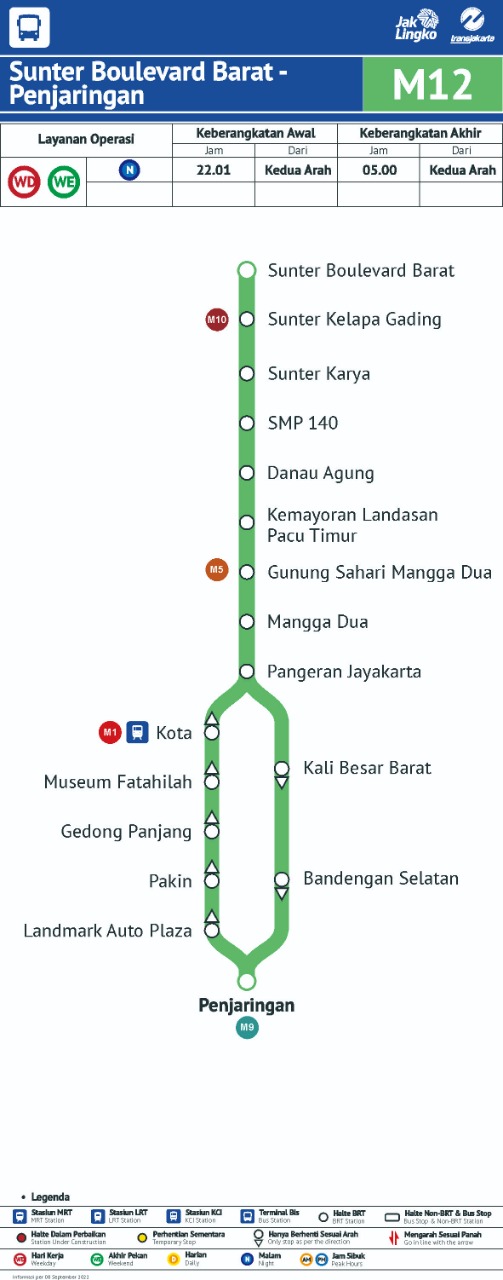 Jak
Lingko
transjakarta
Sunter Boulevard Barat -
Penjaringan
M12
Layanan Operasi
Keberangkatan Awal
Keberangkatan Akhir
Jam
Dari
Jam
Dari
WD
WE
N
22.01
Kedua Arah
05.00
Kedua Arah
Sunter Boulevard Barat
M10
Sunter Kelapa Gading
Sunter Karya
SMP 140
Danau Agung
Kemayoran Landasan
Pacu Timur
M5
Gunung Sahari Mangga Dua
Mangga Dua
Pangeran Jayakarta
M1
Kota
Kali Besar Barat
Museum Fatahilah
Gedong Panjang
Pakin
Bandengan Selatan
Landmark Auto Plaza
Penjaringan
M9
• Legenda
Stasiun MRT
MRT Station
Stasiun LRT
LRT Station
Stasiun KCI
KCI Station
Terminal Bis
Bus Station
Halte BRT
BRT Station
Halte Non-BRT & Bus Stop
Bus Stop & Non-BRT Station
Halte Dalam Perbaikan
Station Under Construction
Perhentian Sementara
Temporary Stop
Hanya Berhenti Sesuai Arah
Only stop as per the direction
Mengarah Sesuai Panah
Go in line with the arrow
WD
Hari Kerja
Weekday
WE
Akhir Pekan
Weekend
D
Harian
Daily
N
Malam
Night
AM
PM
Jam Sibuk
Peak Hours
Informasi per 06 September 2022